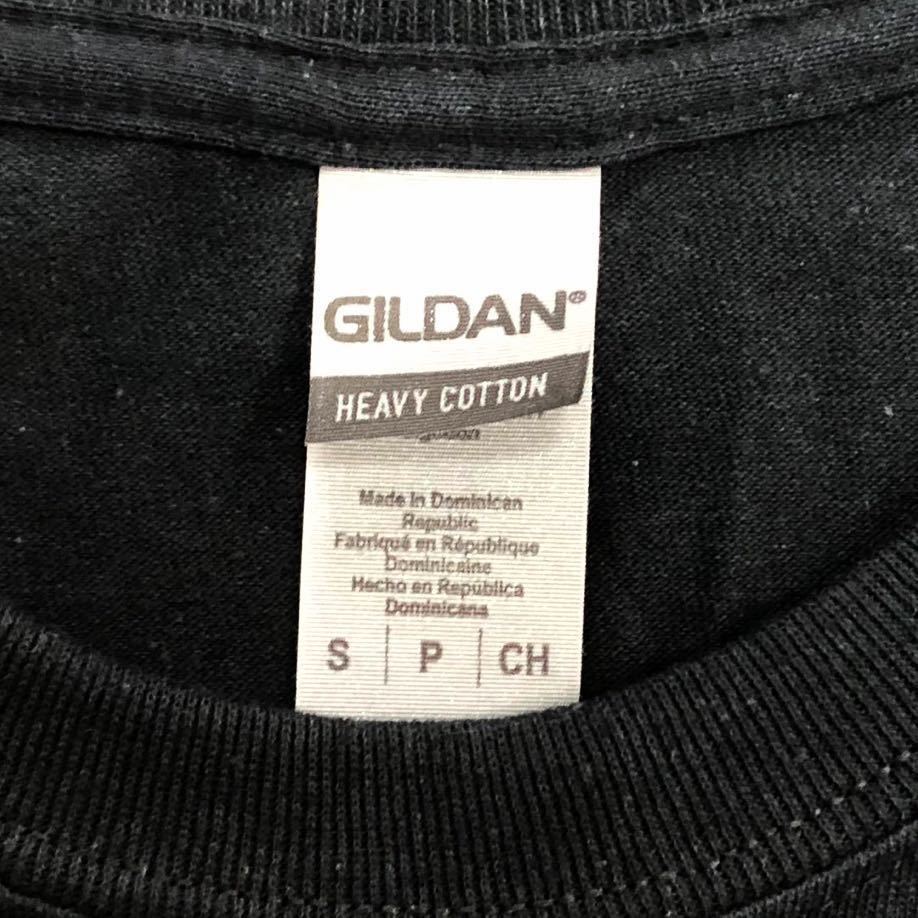 GILDAN®
HEAVY COTTON
Made in Dominican
Republic
Fabriqué en République
Dominicaine
Hecho en República
Dominicana
S | P | CH